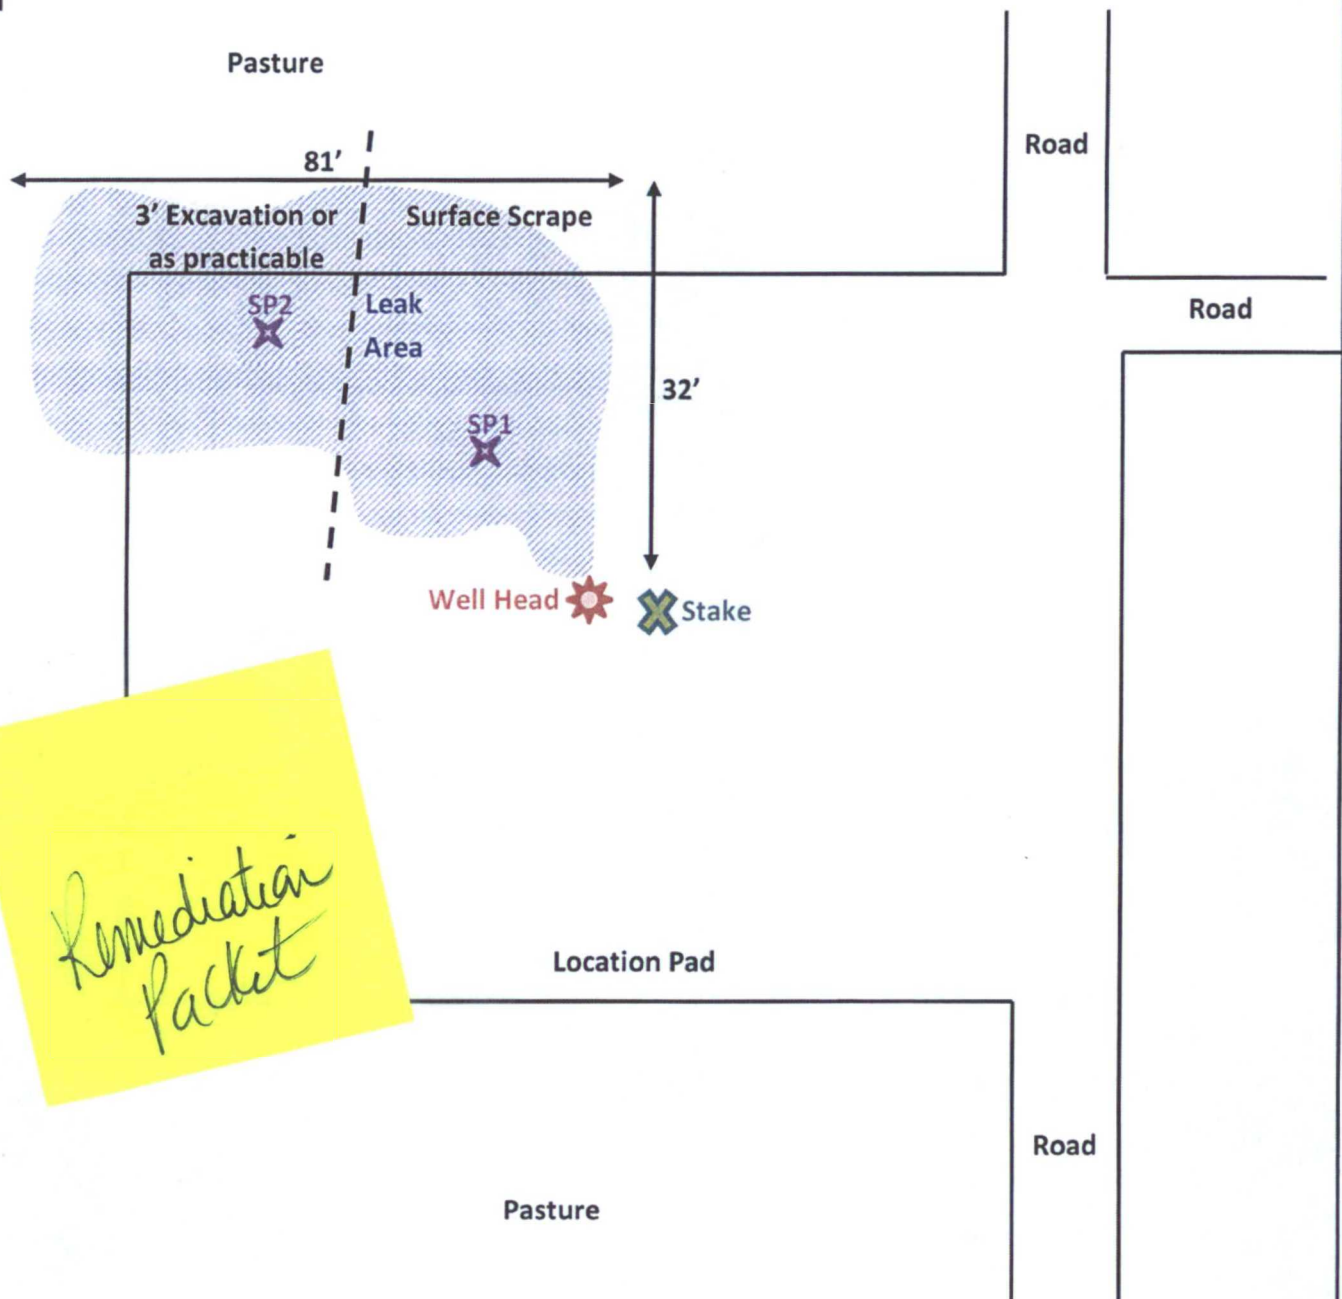 Pasture
Road
81’
3’ Excavation or
as practicable
Surface Scrape
SP2
Leak
Area
Road
32’
SP1
Well Head
Stake
Remediation
Packet
Location Pad
Road
Pasture